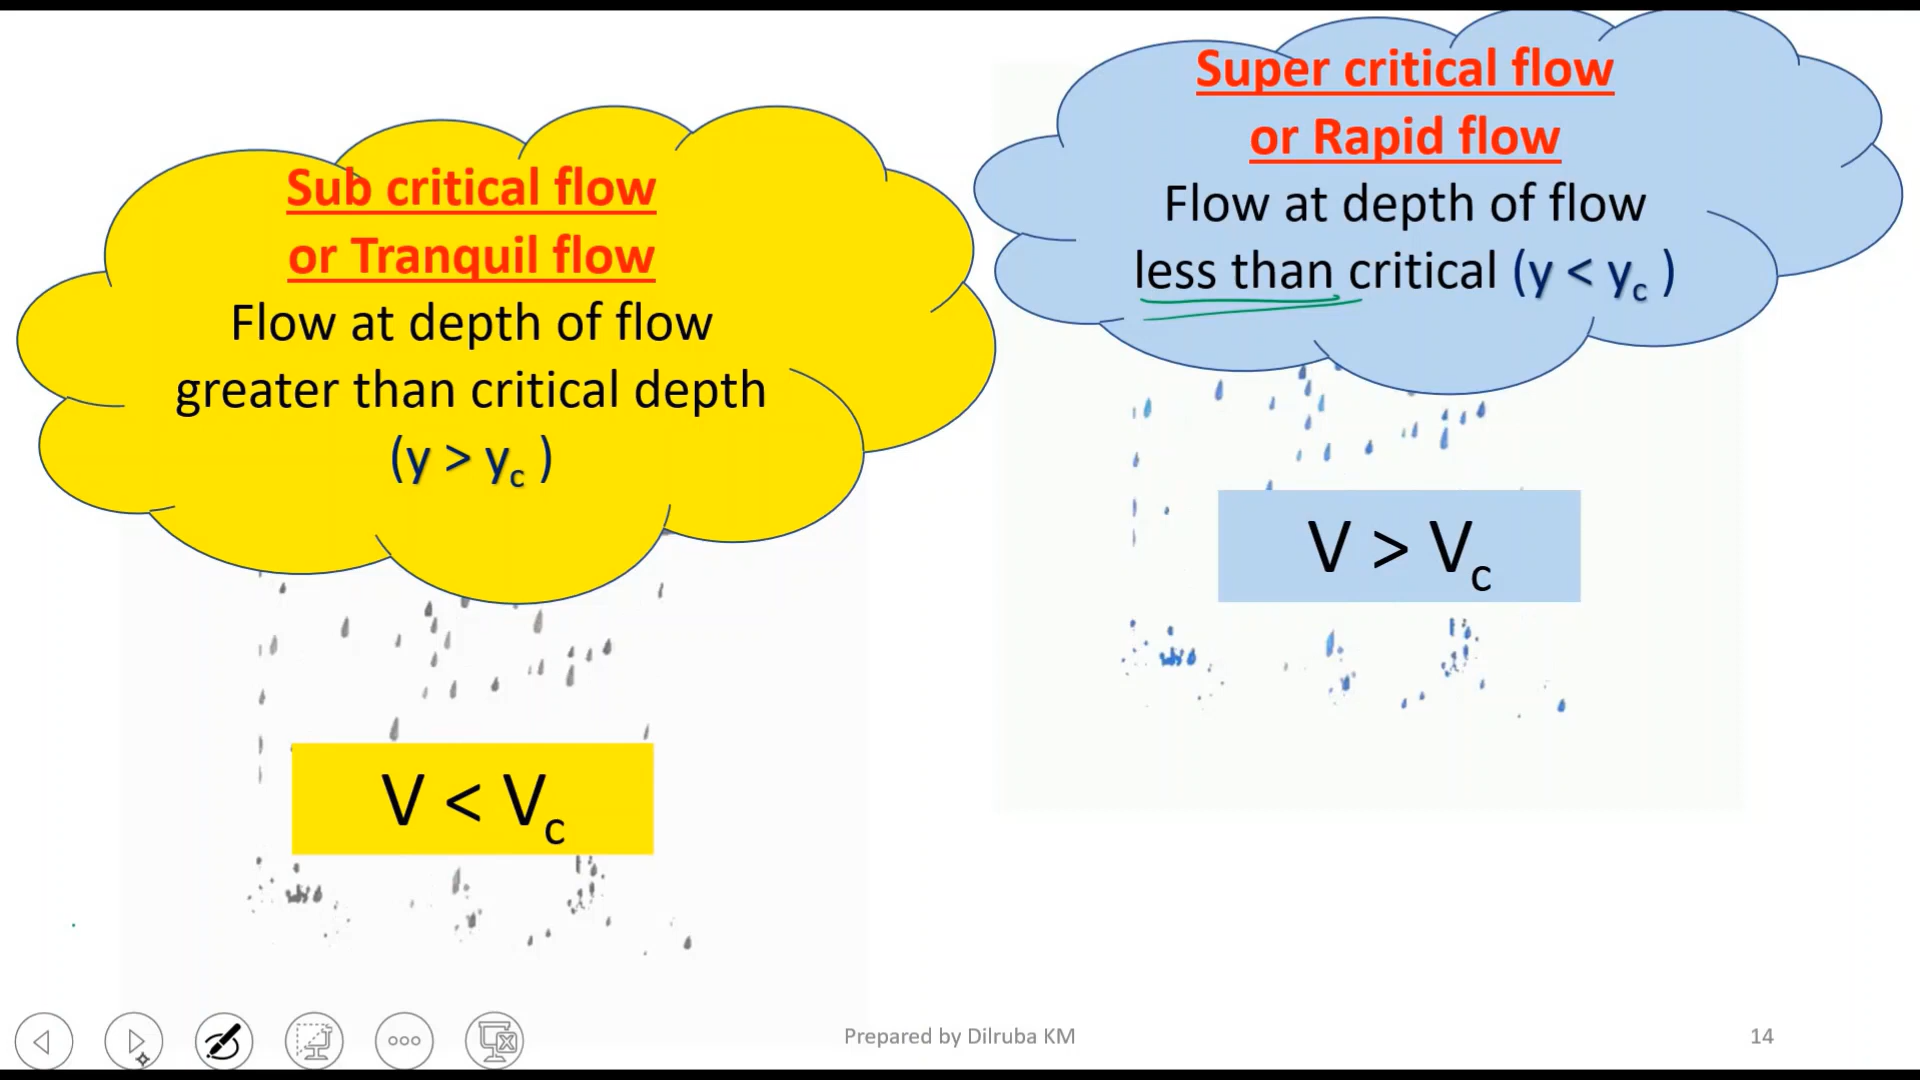 Sub critical flow
or Tranquil flow
Flow at depth of flow
greater than critical depth
(y > yc )
V < Vc
Super critical flow
or Rapid flow
Flow at depth of flow
less than critical (y < yc )
V > Vc
Prepared by Dilruba KM
14